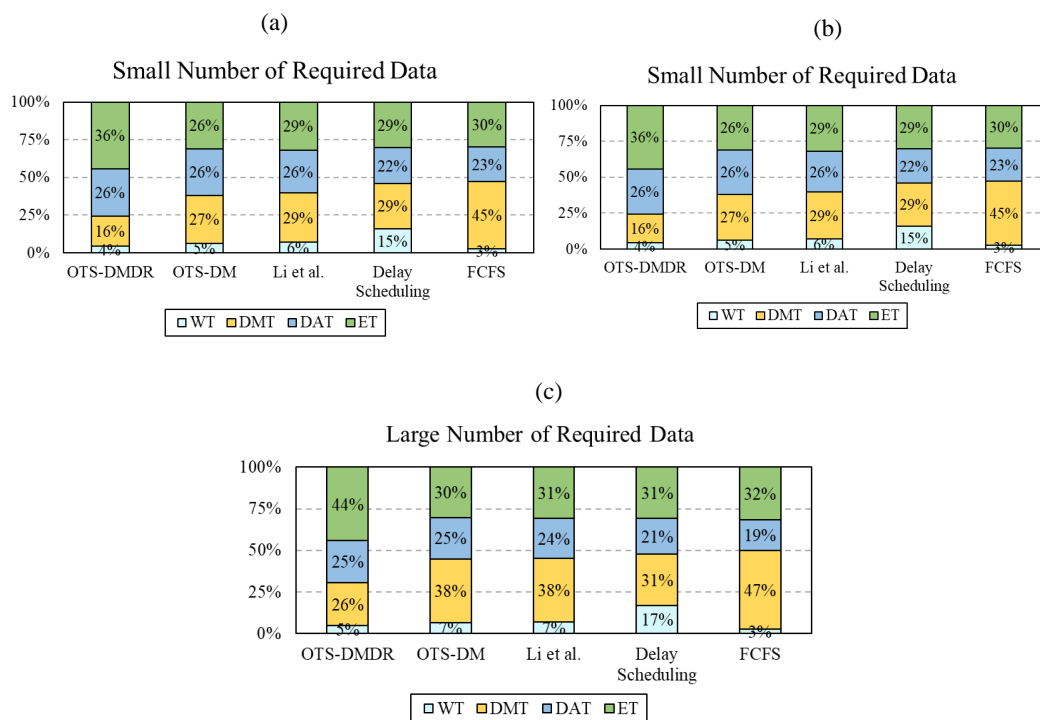 (a)
Small Number of Required Data
100%
36% 26% 29% 29% 30%
75%
26% 26% 26% 22% 23%
50%
16% 27% 29% 29% 45%
25%
4% 5% 6% 15% 3%
0%
OTS-DMDR OTS-DM Li et al. Delay Scheduling FCFS
WT DMT DAT ET
(b)
Small Number of Required Data
100%
36% 26% 29% 29% 30%
75%
26% 26% 26% 22% 23%
50%
16% 27% 29% 29% 45%
25%
4% 5% 6% 15% 3%
0%
OTS-DMDR OTS-DM Li et al. Delay Scheduling FCFS
WT DMT DAT ET
(c)
Large Number of Required Data
100%
44% 30% 31% 31% 32%
75%
25% 25% 24% 21% 19%
50%
26% 38% 38% 31% 47%
25%
5% 7% 7% 17% 3%
0%
OTS-DMDR OTS-DM Li et al. Delay Scheduling FCFS
WT DMT DAT ET